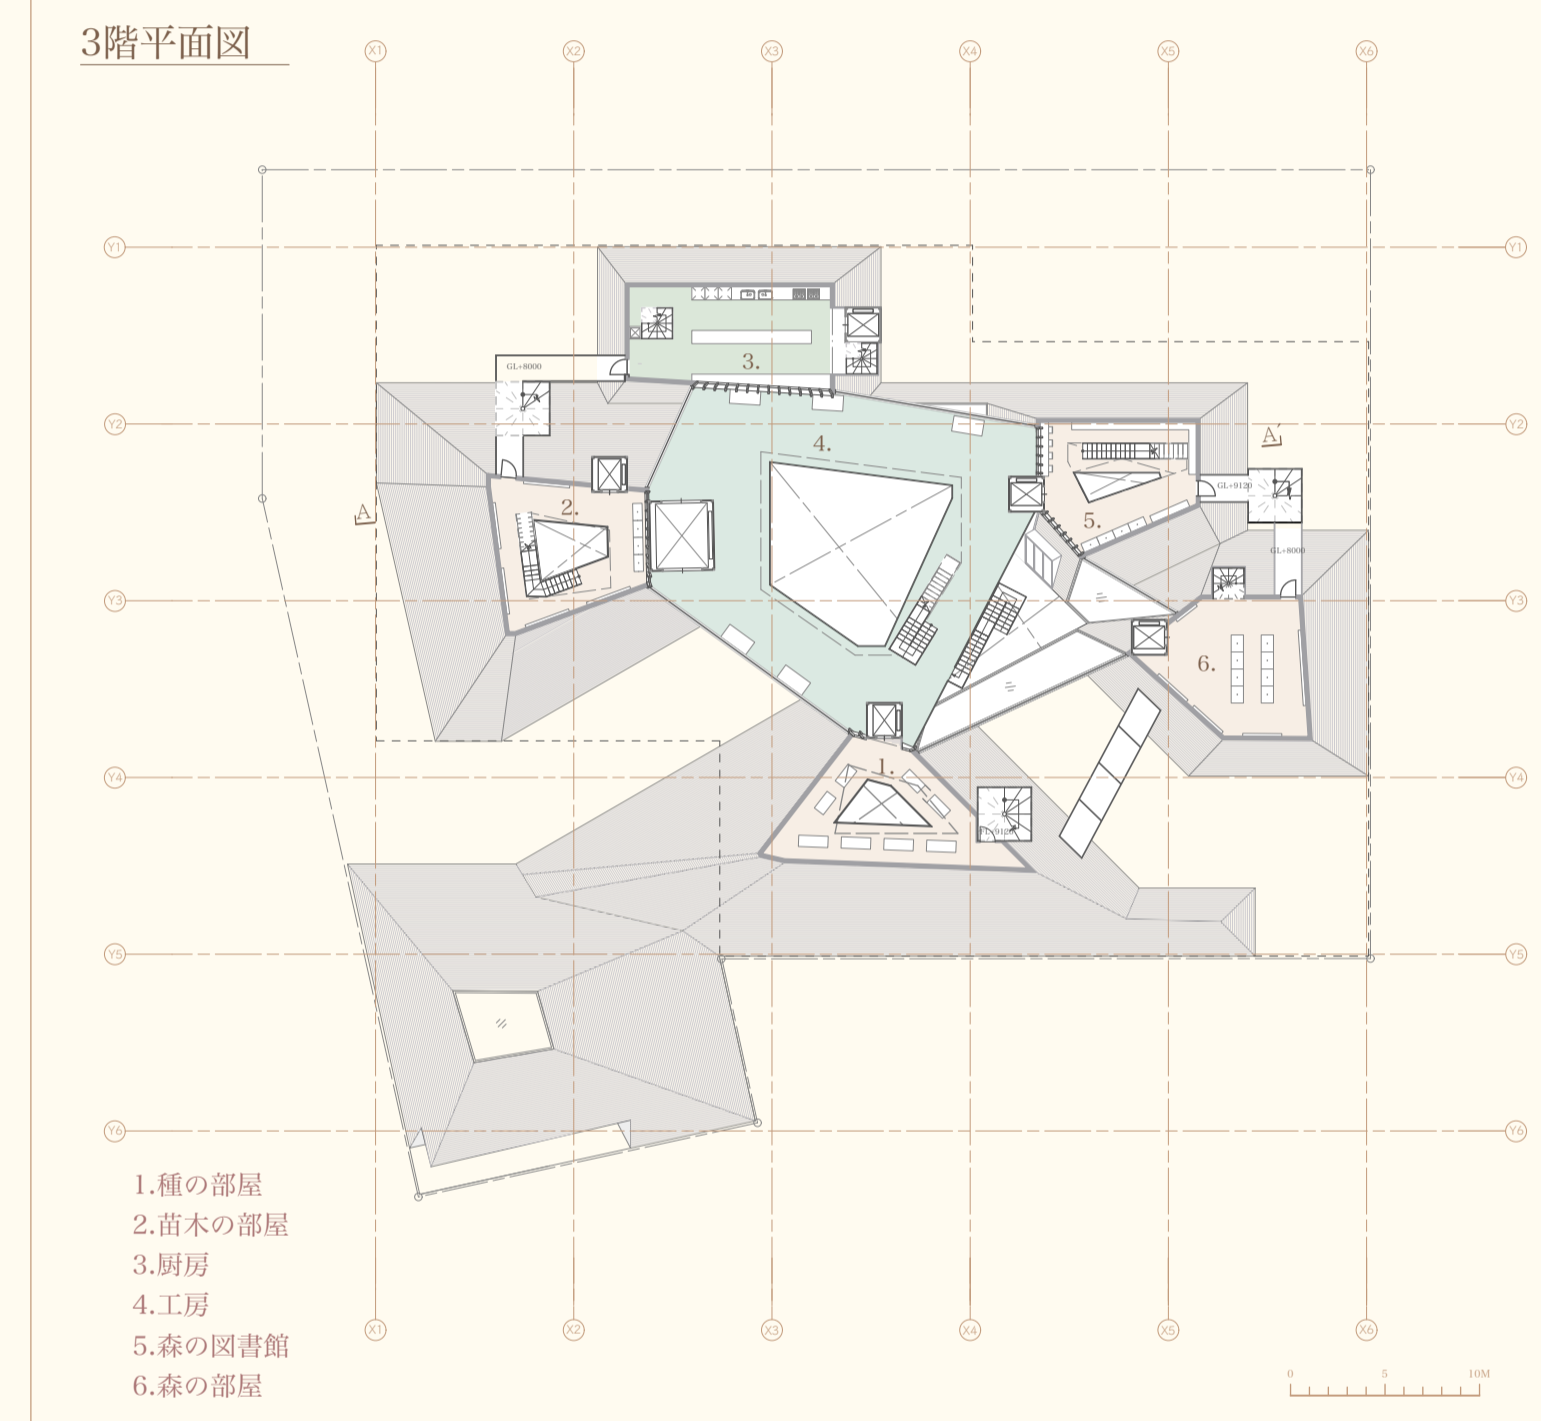 3階平面図
X1 X2 X3 X4 X5 X6
Y1 Y1
3.
GL+8000
Y2 4. A′ Y2
A 2. 5. GL+9120
GL+8000
Y3 Y3
6.
1.
Y4 Y4
FL+9120
Y5 Y5
Y6 Y6
1.種の部屋
2.苗木の部屋
3.厨房
4.工房
5.森の図書館
6.森の部屋
X1 X2 X3 X4 X5 X6
0 5 10M